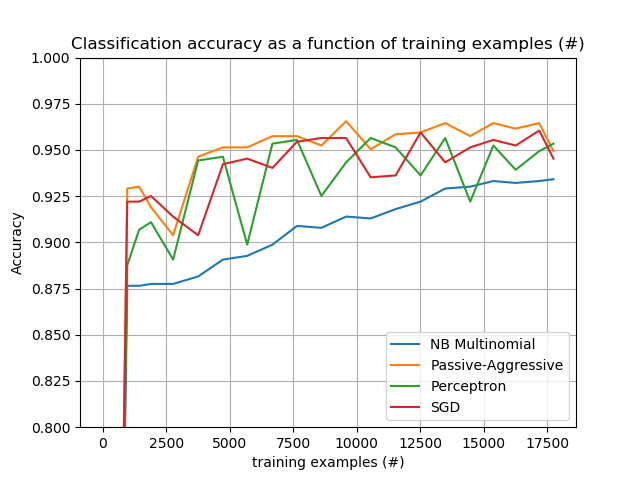 Classification accuracy as a function of training examples (#)
1.000
0.975
0.950
0.925
0.900
0.875
0.850
0.825
0.800
Accuracy
NB Multinomial
Passive-Aggressive
Perceptron
SGD
0 2500 5000 7500 10000 12500 15000 17500
training examples (#)